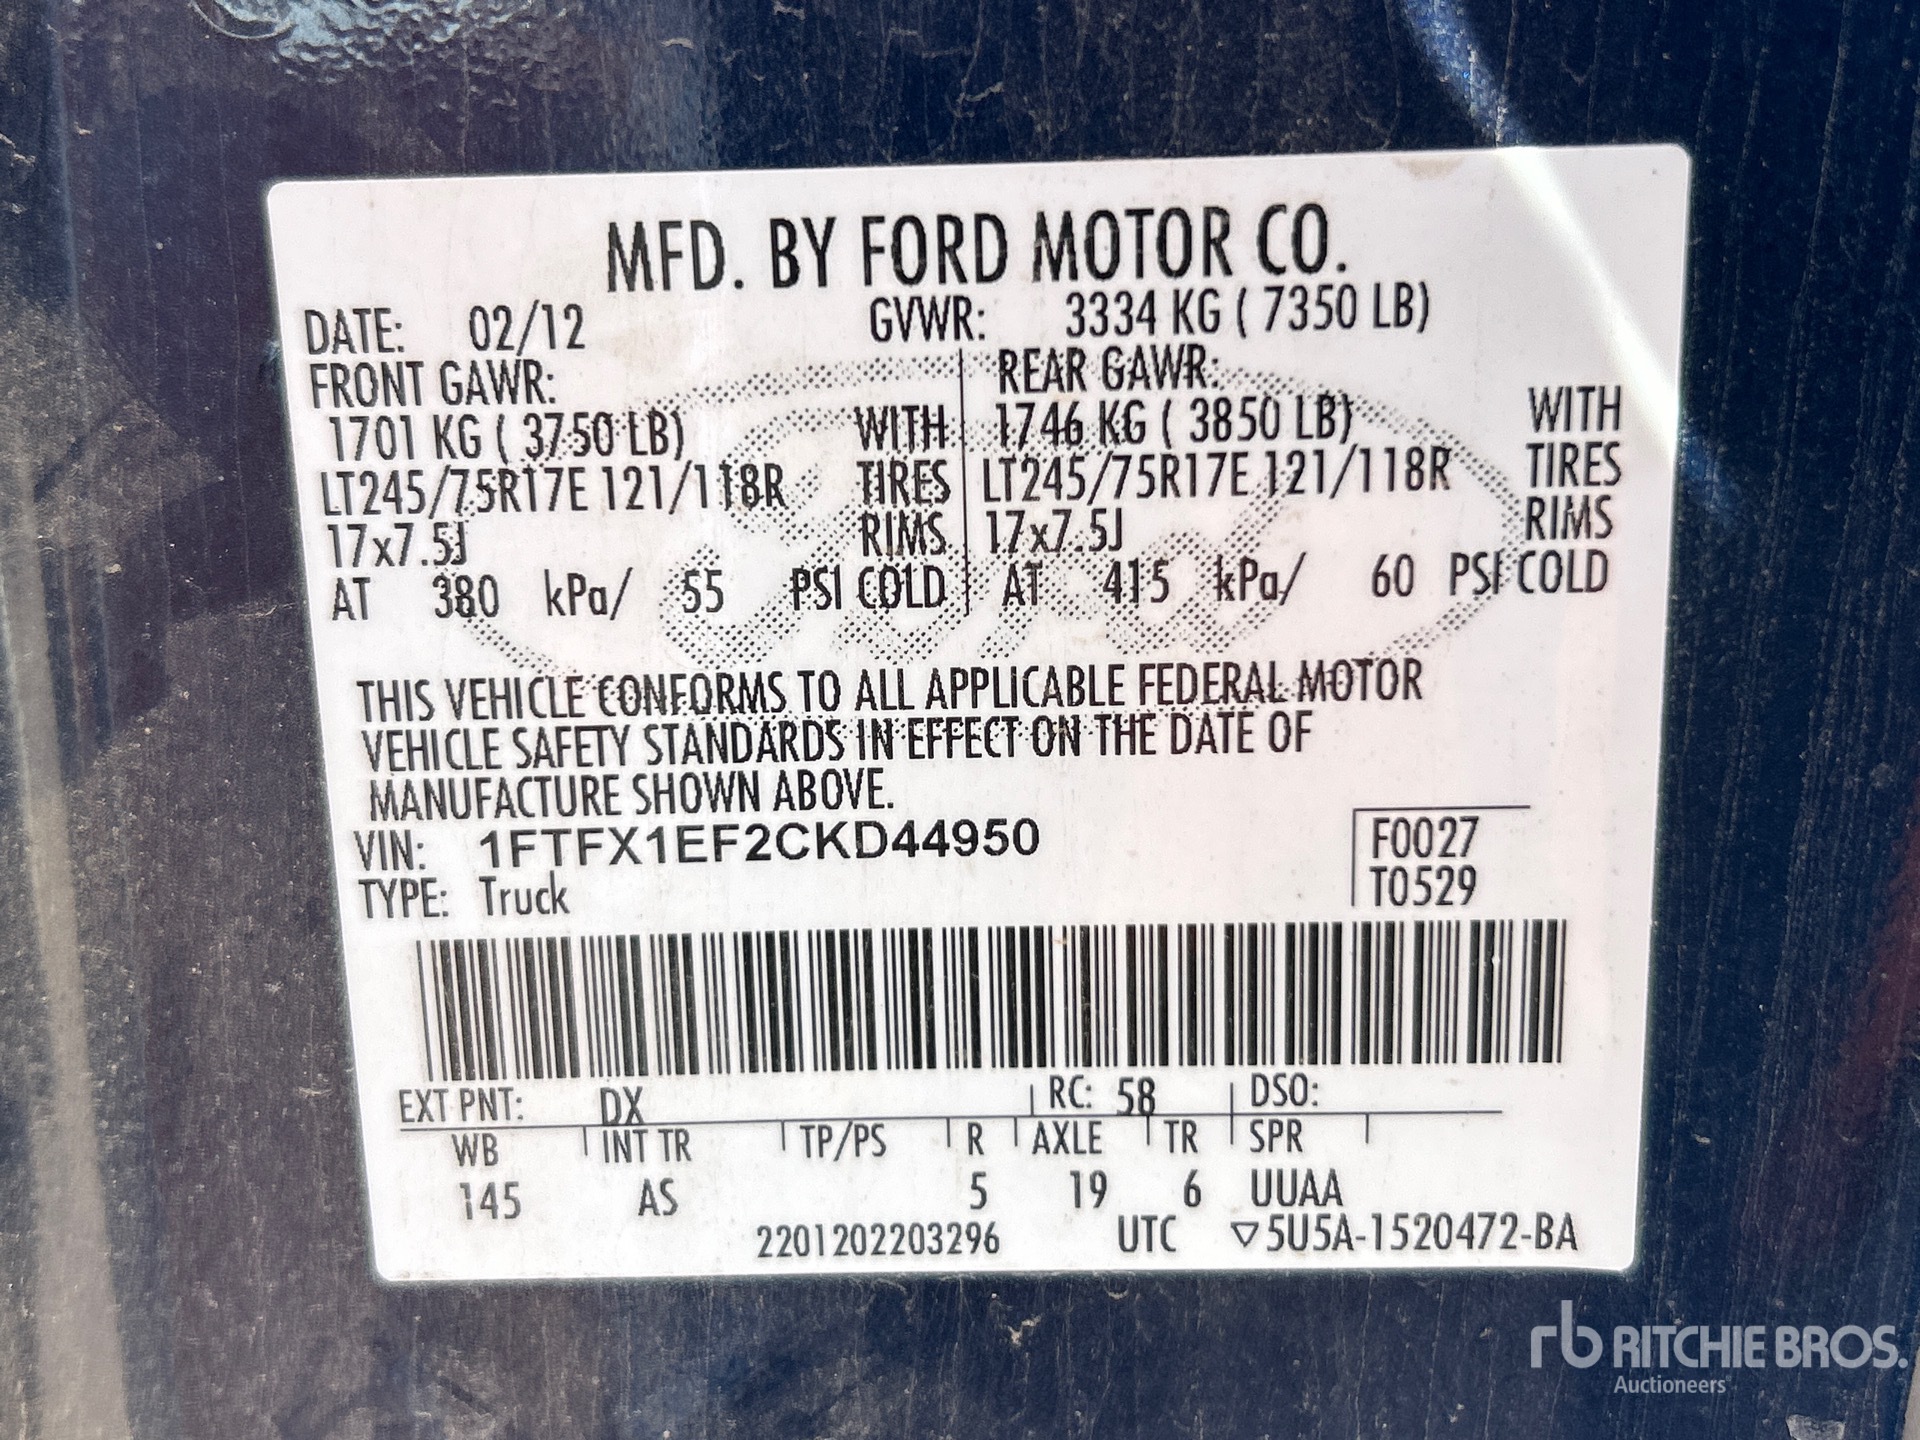 MFD. BY FORD MOTOR CO.
DATE: 02/12 GVWR: 3334 KG ( 7350 LB)
FRONT GAWR: REAR GAWR:
1701 KG ( 3750 LB) WITH 1746 KG ( 3850 LB) WITH
LT245/75R17E 121/118R TIRES LT245/75R17E 121/118R TIRES
17x7.5J RIMS 17x7.5J RIMS
AT 380 kPa/ 55 PSI COLD AT 415 kPa/ 60 PSI COLD
THIS VEHICLE CONFORMS TO ALL APPLICABLE FEDERAL MOTOR
VEHICLE SAFETY STANDARDS IN EFFECT ON THE DATE OF
MANUFACTURE SHOWN ABOVE.
VIN: 1FTFX1EF2CKD44950 F0027
TYPE: Truck T0529
EXT PNT: DX RC: 58 DSO:
WB INT TR TP/PS R AXLE TR SPR
145 AS 5 19 6 UUAA
2201202203296 UTC ▽5U5A-1520472-BA
rb RITCHIE BROS.
Auctioneers